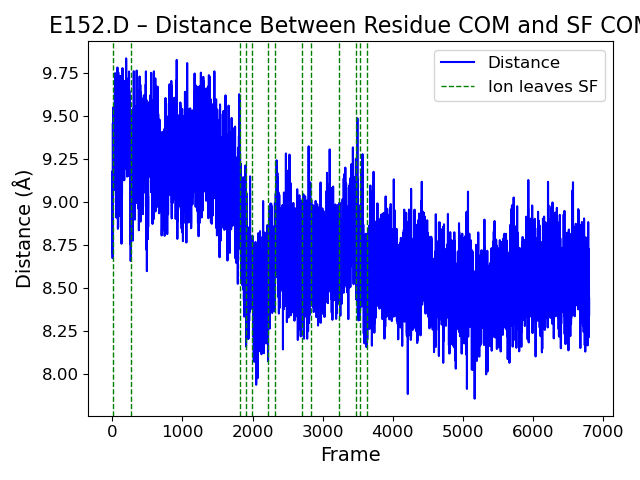 E152.D – Distance Between Residue COM and SF COM
Distance
Ion leaves SF
9.75
9.50
9.25
9.00
8.75
8.50
8.25
8.00
Distance (Å)
0 1000 2000 3000 4000 5000 6000 7000
Frame